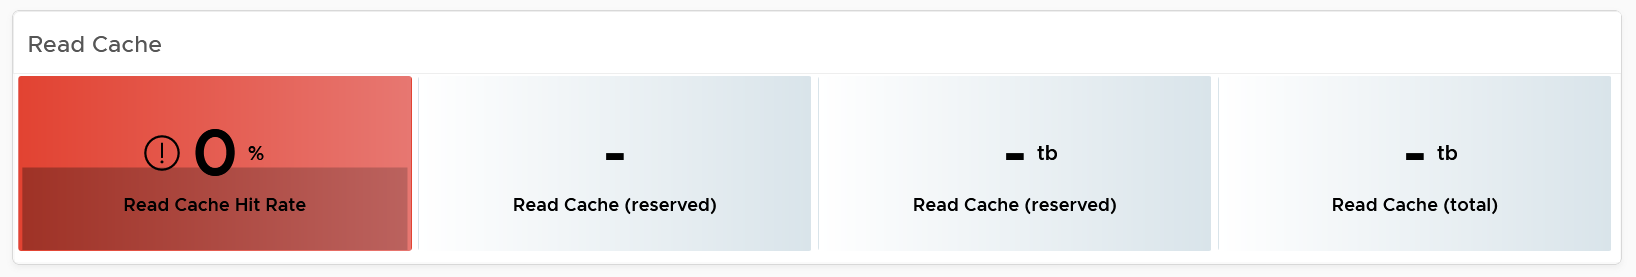 Read Cache
0 %
Read Cache Hit Rate
-
Read Cache (reserved)
- tb
Read Cache (reserved)
- tb
Read Cache (total)